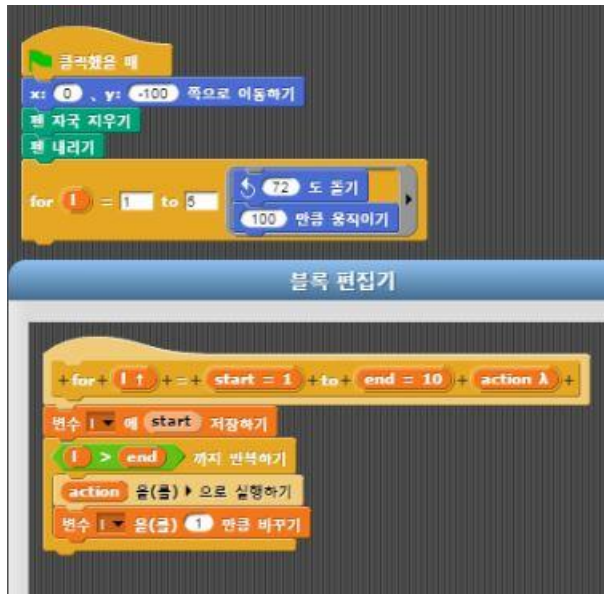 클릭했을 때
x: 0 、 y: -100 쪽으로 이동하기
펜 자국 지우기
펜 내리기
for I = 1 to 5
72 도 돌기
100 만큼 움직이기
블록 편집기
+ for + I ↑ + = + start = 1 + to + end = 10 + action λ +
변수 I 에 start 저장하기
I > end 까지 반복하기
action 을(를) 으로 실행하기
변수 I 을(를) 1 만큼 바꾸기